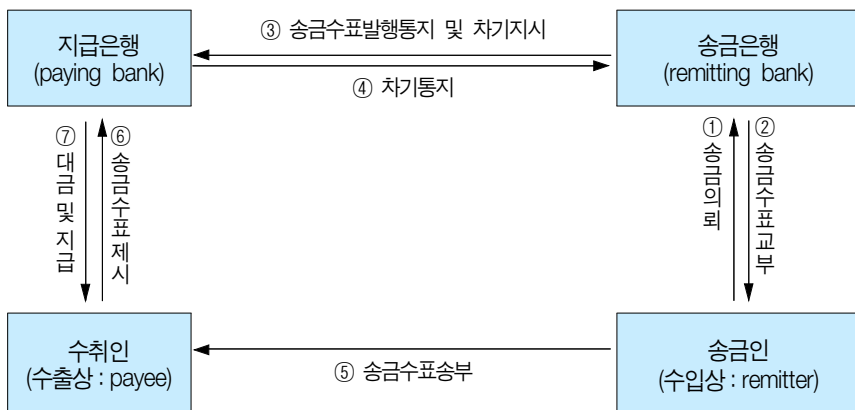 ③ 송금수표발행통지 및 차기지시
지급은행
(paying bank)
송금은행
(remitting bank)
④ 차기통지
⑦ 대금 및 지급
⑥ 송금수표제시
① 송금의뢰
② 송금수표교부
수취인
(수출상 : payee)
송금인
(수입상 : remitter)
⑤ 송금수표송부